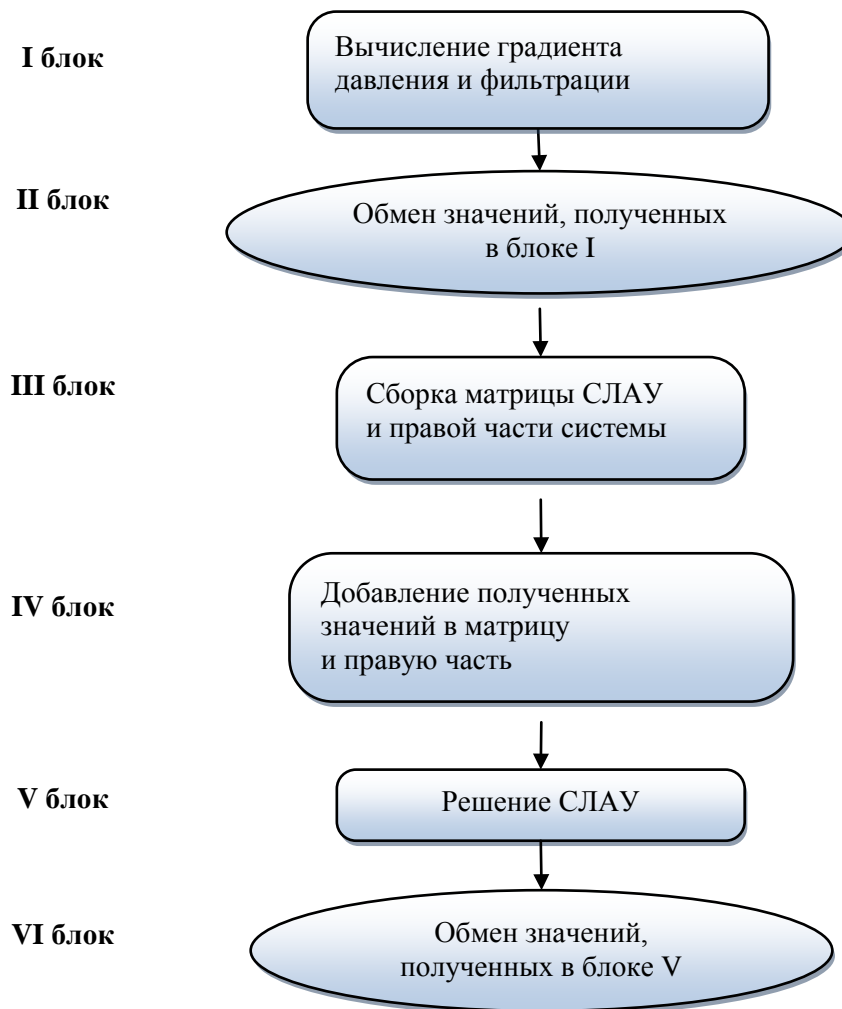 I блок
Вычисление градиента
давления и фильтрации
II блок
Обмен значений, полученных
в блоке I
III блок
Сборка матрицы СЛАУ
и правой части системы
IV блок
Добавление полученных
значений в матрицу
и правую часть
V блок
Решение СЛАУ
VI блок
Обмен значений,
полученных в блоке V